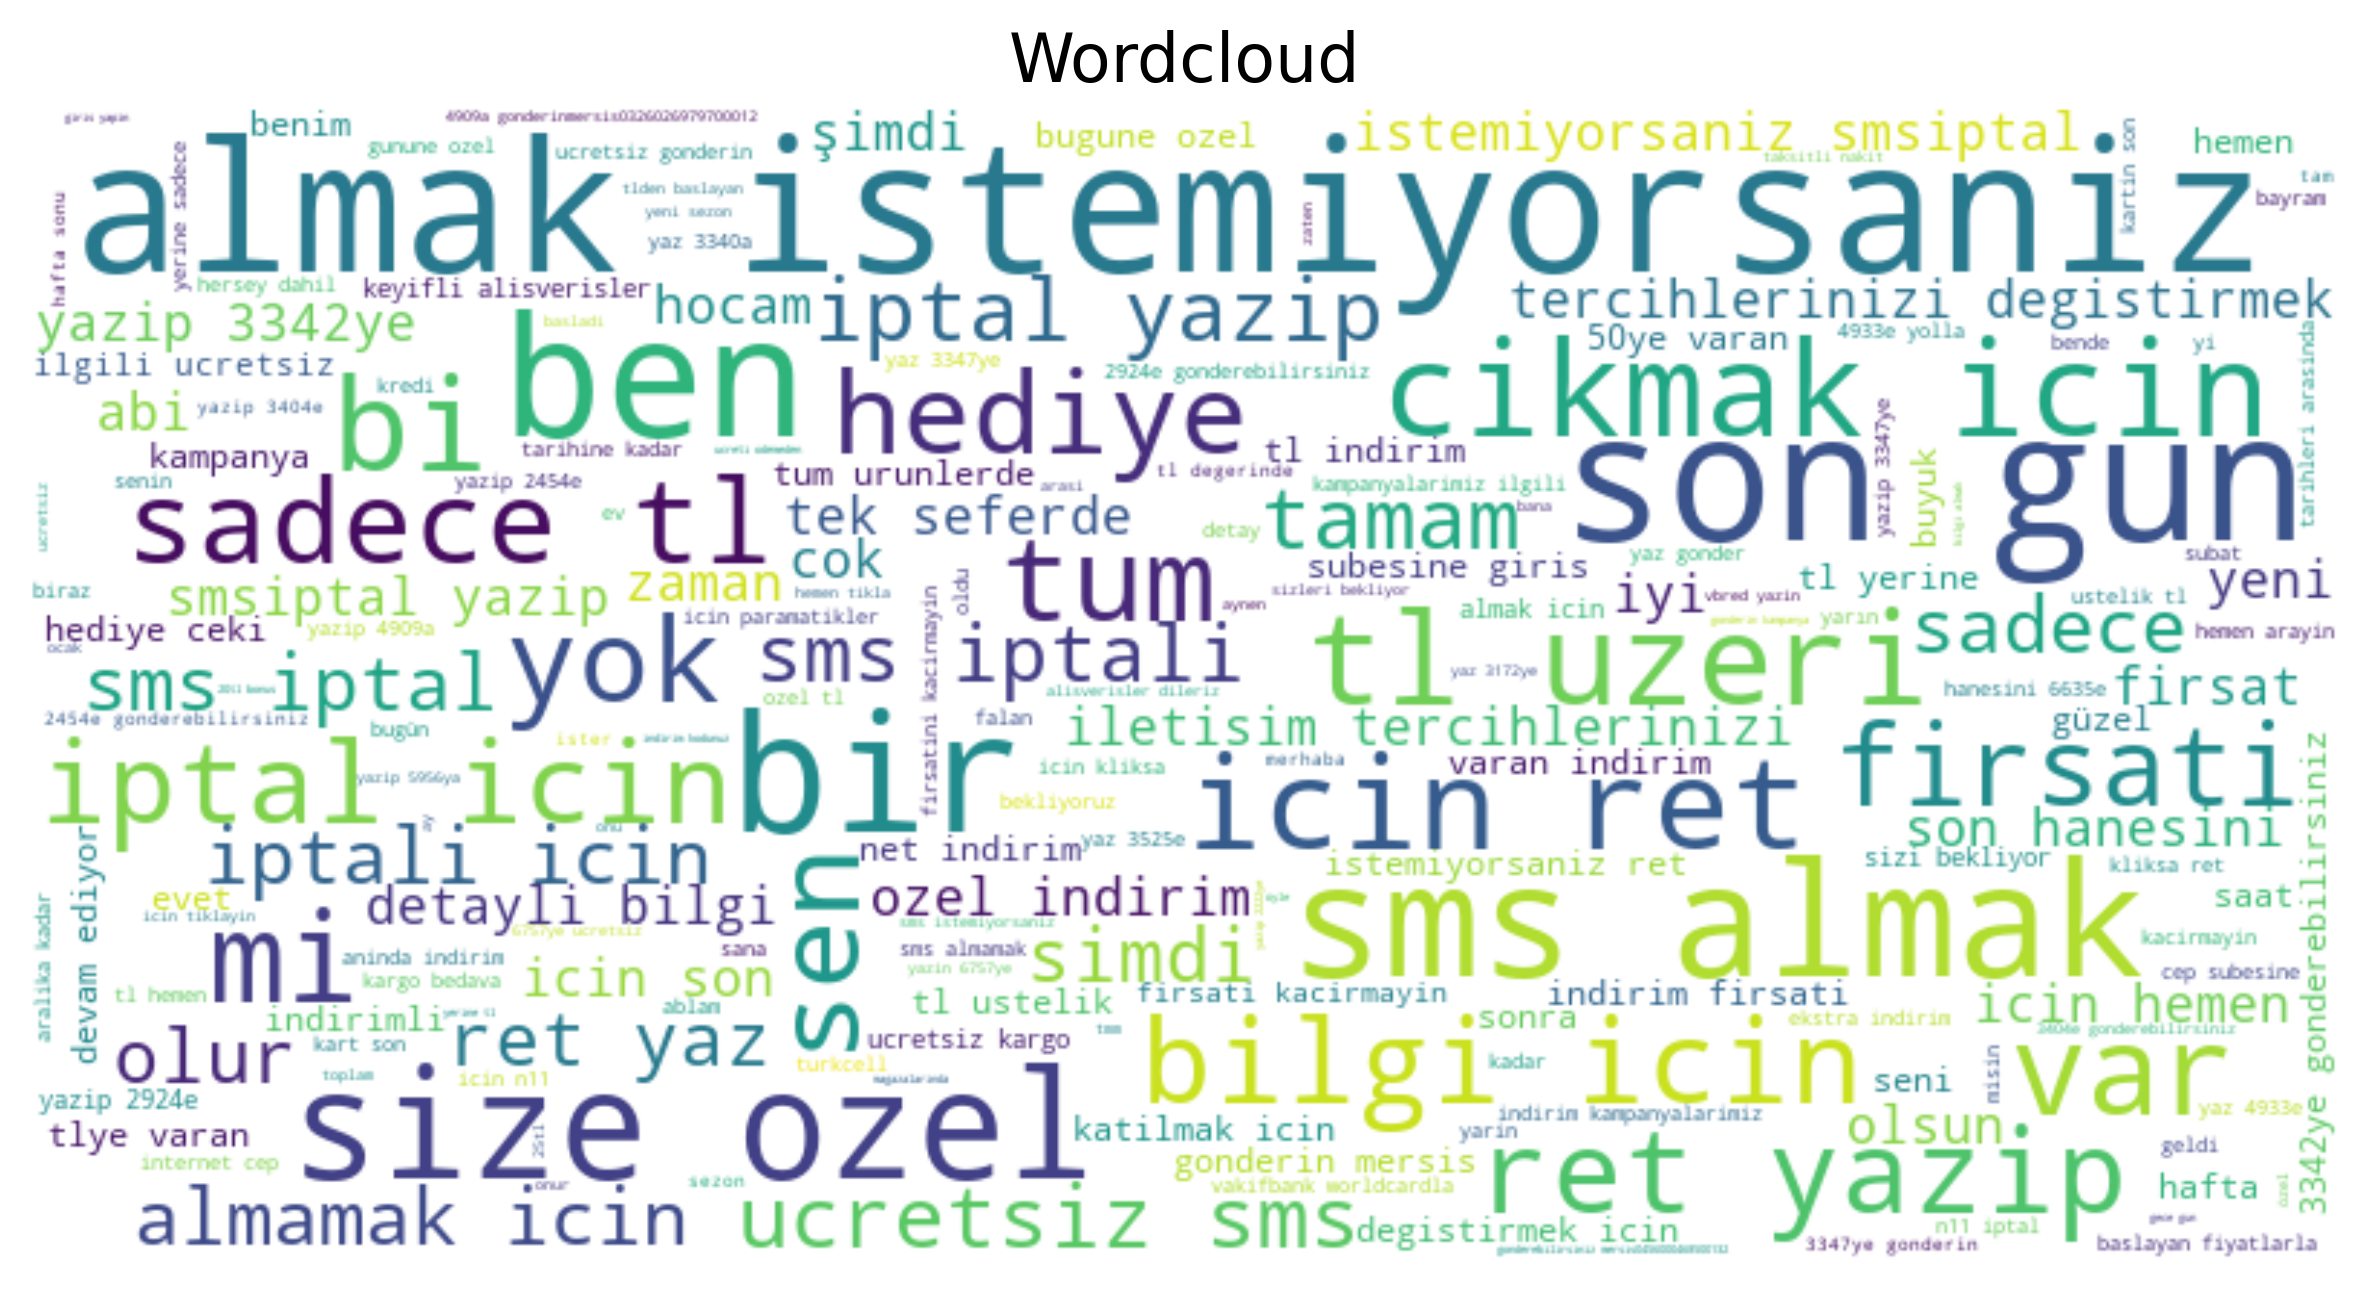 Wordcloud
giris yapin
benim
4909a gonderinmersis0326026979700012
şimdi
bugune ozel
istemiyorsaniz smsiptal
hemen
gunune ozel
ucretsiz gonderin
taksitli nakit
kartin son
tam
yerine sadece
almak istemiyorsaniz
tlden baslayan
bayram
hafta sonu
yeni sezon
zaten
yaz 3340a
hersey dahil
keyifli alisverisler
hocam
iptal yazip
tercihlerinizi degistirmek
yazip 3342ye
basladi
ben
50ye varan
4933e yolla
bende
yi
tarihleri arasinda
ilgili ucretsiz
yaz 3347ye
2924e gonderebilirsiniz
cikmak icin
kredi
bi
hediye
abi
yazip 3404e
yazip 3347ye
kampanya
tarihine kadar
tl indirim
buyuk
son gun
senin
yazip 2454e
tum urunlerde
arasi
tl degerinde
kampanyalarimiz ilgili
bilgi almak
ucretsiz
sadece tl
ev
tek seferde
detay
tamam
bana
cok
yaz gonder
subat
biraz
smsiptal yazip
zaman
hemen tikla
oldu
tum
subesine giris
sizleri bekliyor
iyi
tl yerine
yeni
vbred yazin
ustelik tl
aynen
hediye ceki
yazip 4909a
icin paramatikler
almak icin
yarin
sadece
hemen arayin
ocak
yok
sms iptali
tl uzeri
firsatini kacirmayin
sms iptal
yaz 3172ye
hanesini 6635e
firsat
ozel tl
alisverisler dileriz
2454e gonderebilirsiniz
bugün
falan
iletisim tercihlerinizi
güzel
ister
bir
firsati
iptal icin
yazip 5956ya
icin kliksa
merhaba
varan indirim
3342ye gonderebilirsiniz
bekliyoruz
icin ret
ay
onu
devam ediyor
iptali icin
net indirim
yaz 3525e
son hanesini
istemiyorsaniz ret
sizi bekliyor
kliksa ret
sen
aralika kadar
evet
detayli bilgi
ozel indirim
sms almak
saat
icin tiklayin
6757ye ucretsiz
sms istemiyorsaniz
mi
sana
sms almamak
simdi
kacirmayin
aninda indirim
kargo bedava
icin son
yazin 6757ye
cep subesine
tl hemen
tl ustelik
firsati kacirmayin
indirim firsati
icin hemen
indirimli
yerine tl
ablam
sonra
ekstra indirim
3404e gonderebilirsiniz
olur
kart son
ret yaz
ucretsiz kargo
tmm
bilgi icin
kadar
misin
var
toplam
icin n11
turkcell
magazalarinda
seni
yazip 2924e
size ozel
indirim kampanyalarimiz
yaz 4933e
tlye varan
25tl
katilmak icin
yarin
olsun
geldi
internet cep
gonderin mersis
ret yazip
onur
sezon
vakifbank worldcardla
hafta
ozel
almamak icin
ucretsiz sms
degistirmek icin
n11 iptal
3347ye gonderin
baslayan fiyatlarla